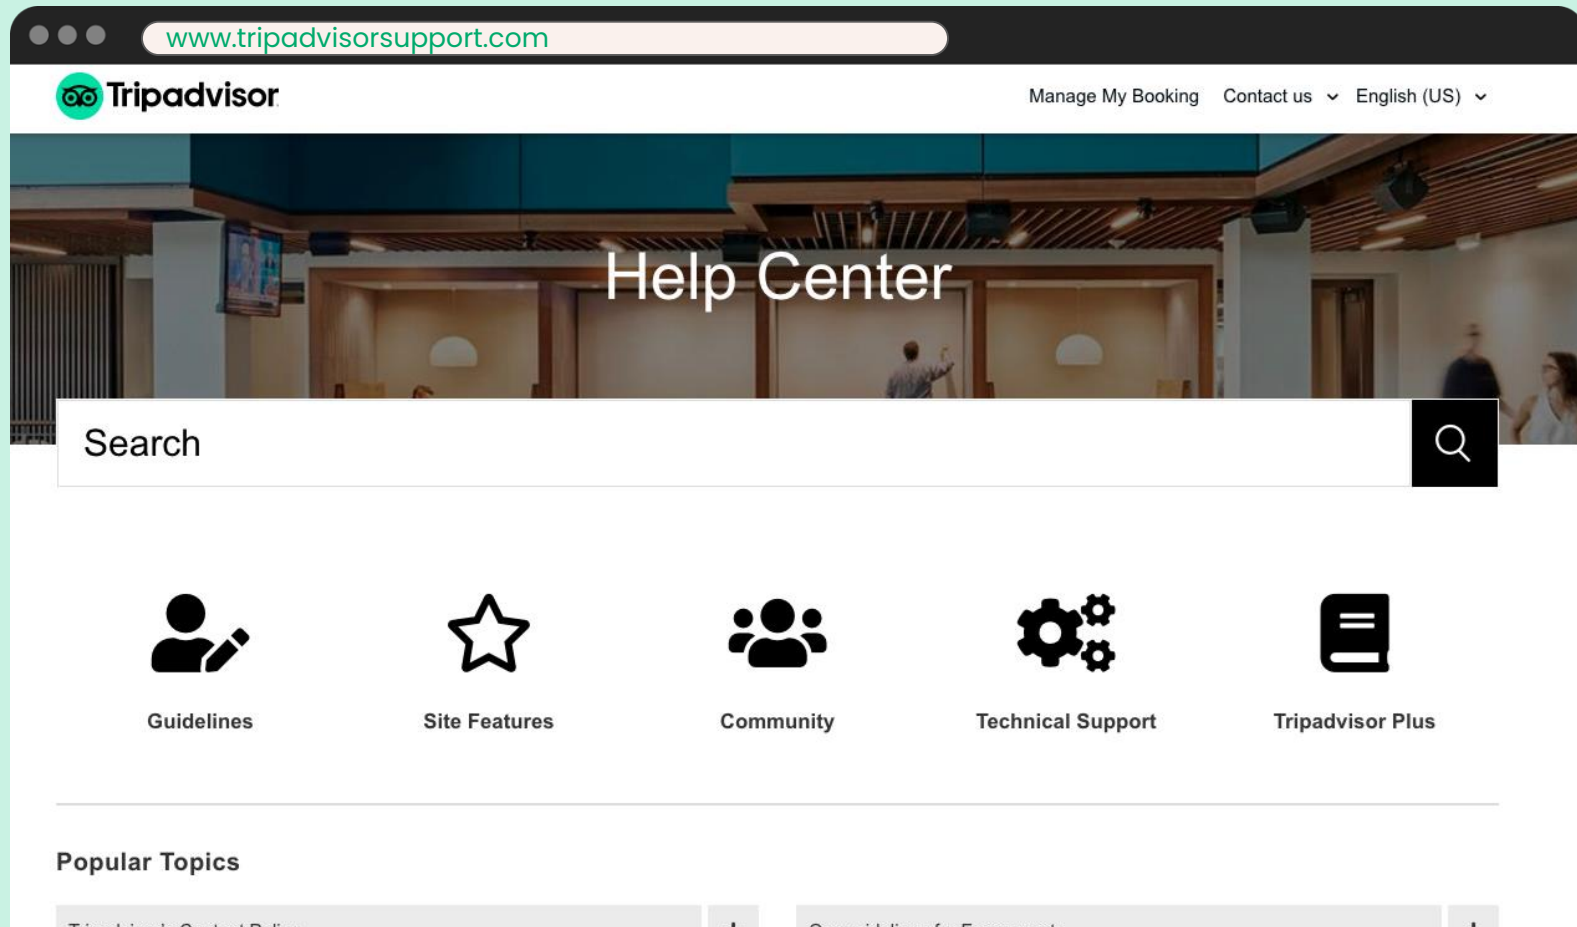 www.tripadvisorsupport.com
Tripadvisor
Manage My Booking Contact us English (US)
Help Center
Search
Guidelines Site Features Community Technical Support Tripadvisor Plus
Popular Topics